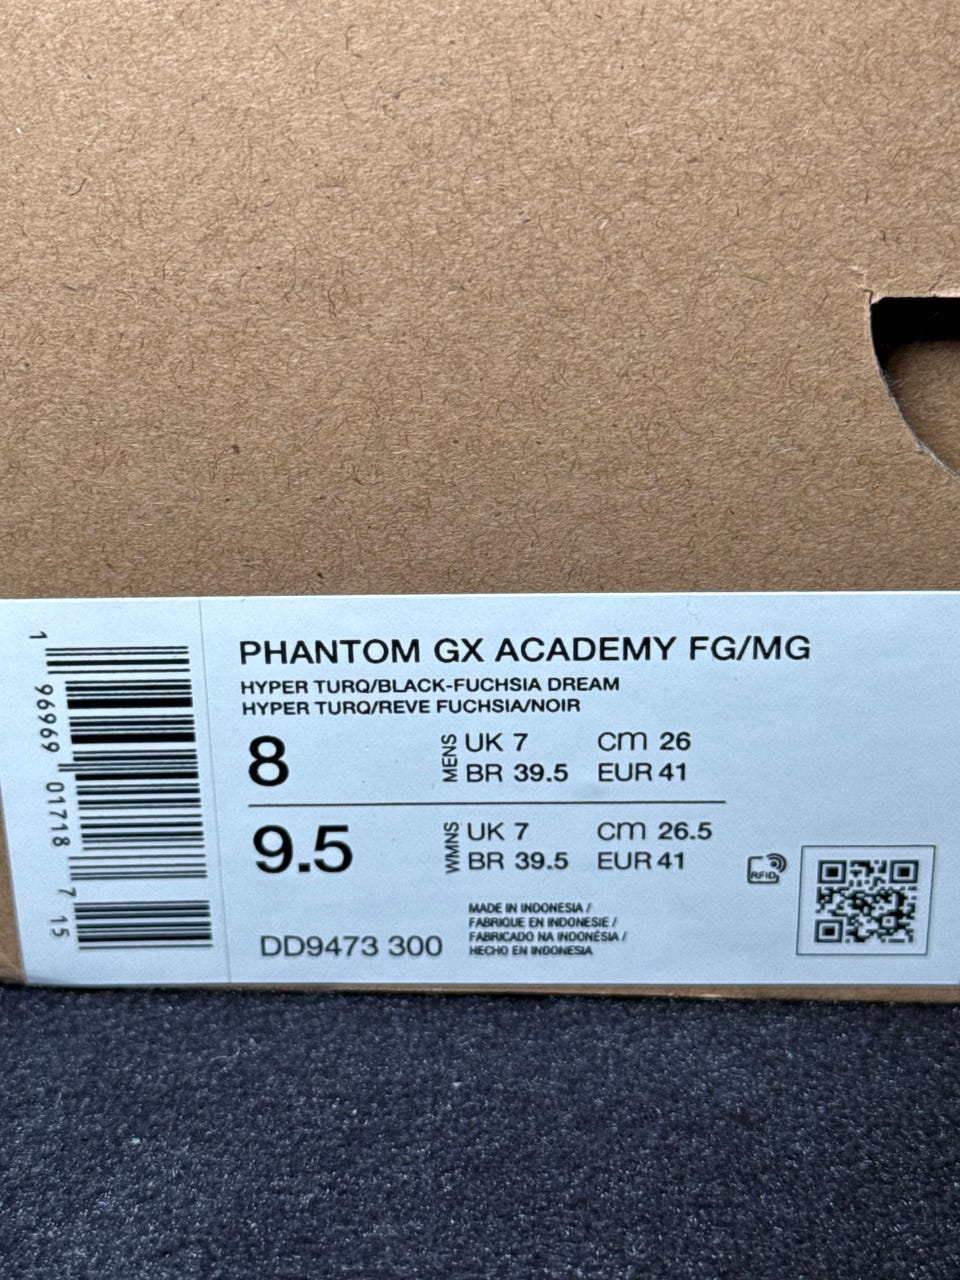 1 96969 01718 7 15
PHANTOM GX ACADEMY FG/MG
HYPER TURQ/BLACK-FUCHSIA DREAM
HYPER TURQ/REVE FUCHSIA/NOIR
8 MENS UK 7 cm 26
BR 39.5 EUR 41
9.5 WMNS UK 7 cm 26.5
BR 39.5 EUR 41
RFID
DD9473 300
MADE IN INDONESIA /
FABRIQUE EN INDONESIE /
FABRICADO NA INDONÉSIA /
HECHO EN INDONESIA